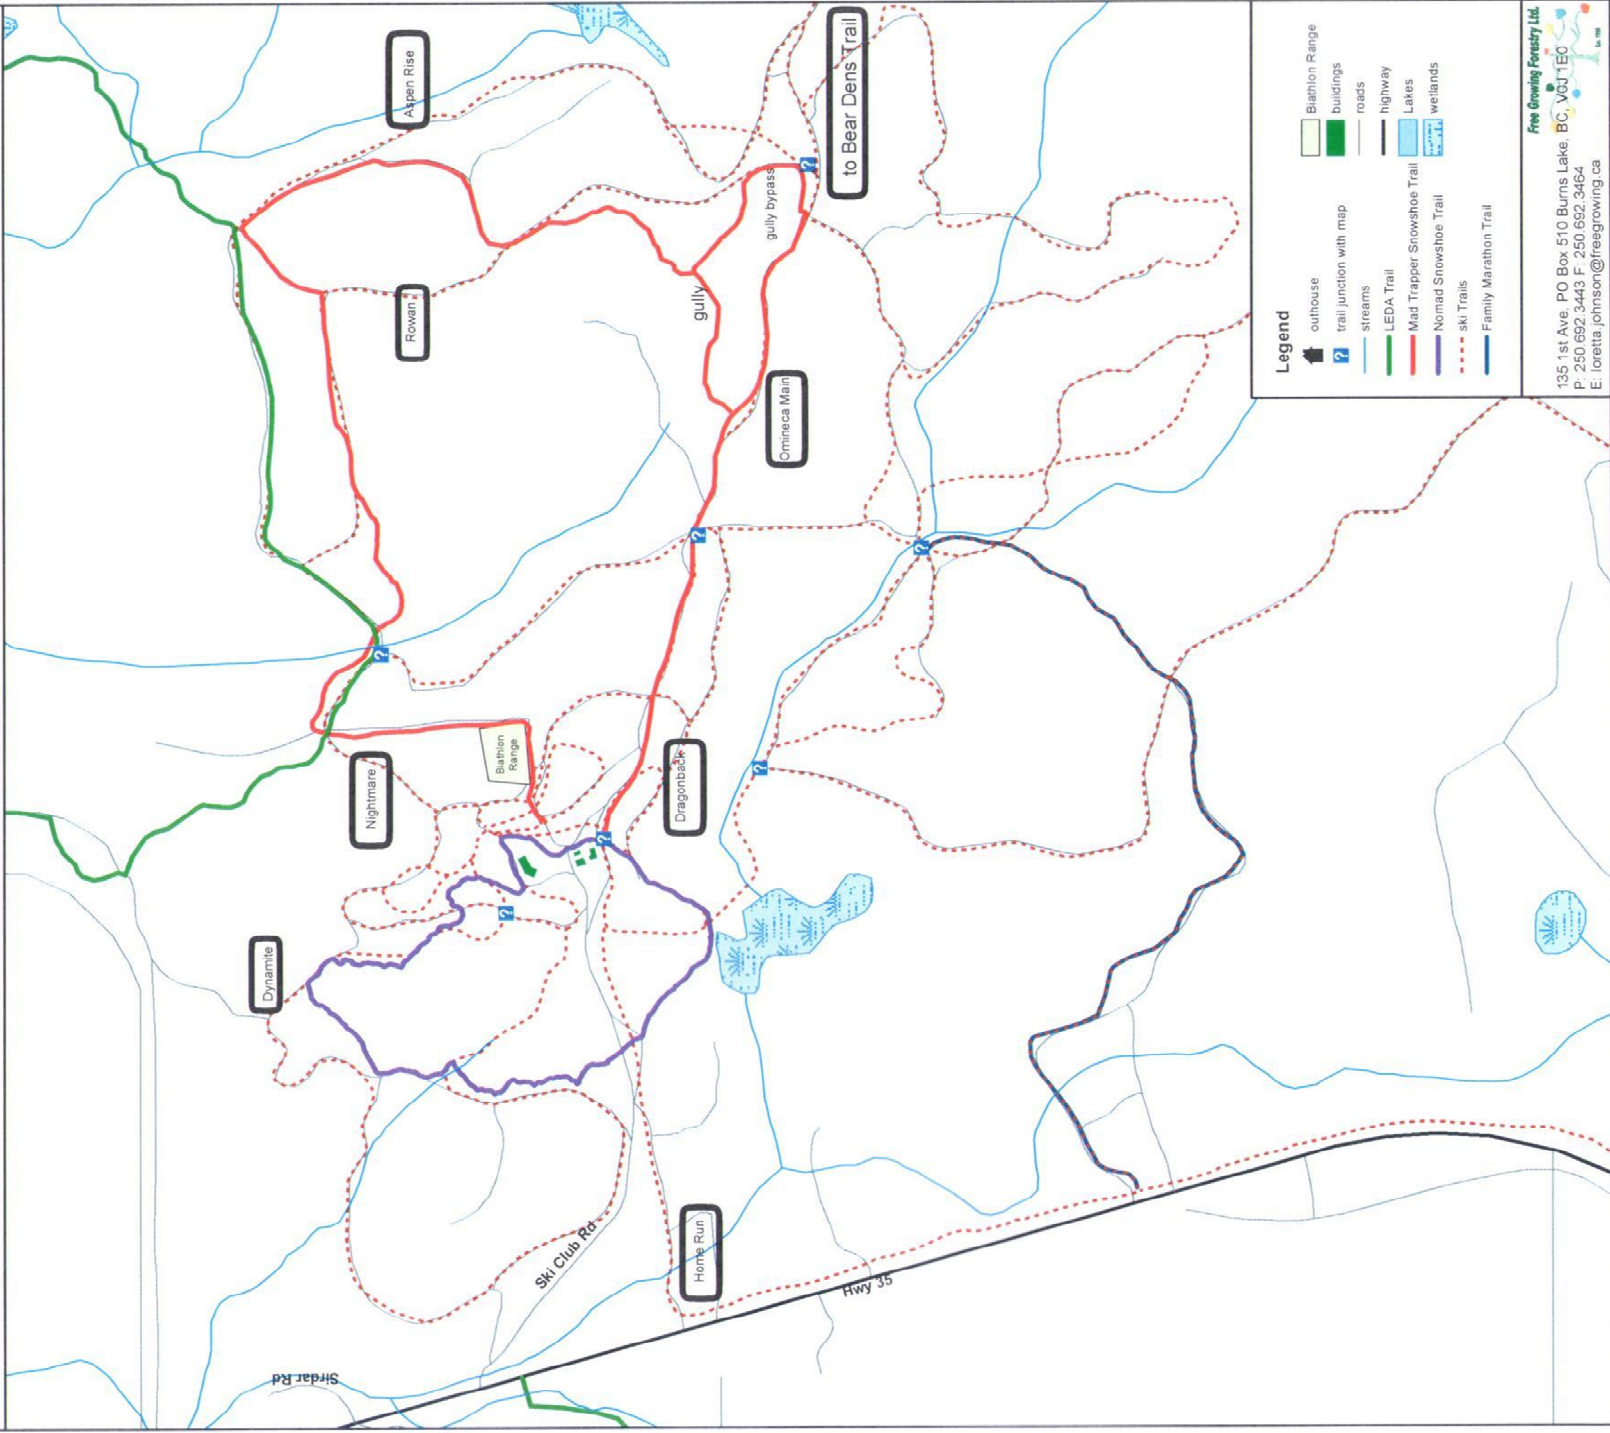 Aspen Rise
to Bear Dens Trail
gully bypass
gully
Rowan
Omineca Main
Biathlon
Range
Nightmare
Dragonback
Dynamite
Home Run
Ski Club Rd
Hwy 35
Sirdar Rd
Legend
outhouse
trail junction with map
streams
LEDA Trail
Mad Trapper Snowshoe Trail
Nomad Snowshoe Trail
ski Trails
Family Marathon Trail
Biathlon Range
buildings
roads
highway
Lakes
wetlands
Free Growing Forestry Ltd.
135 1st Ave, PO Box 510 Burns Lake, BC, V0J 1E0
P: 250.692.3443 F: 250.692.3464
E: loretta.johnson@freegrowing.ca